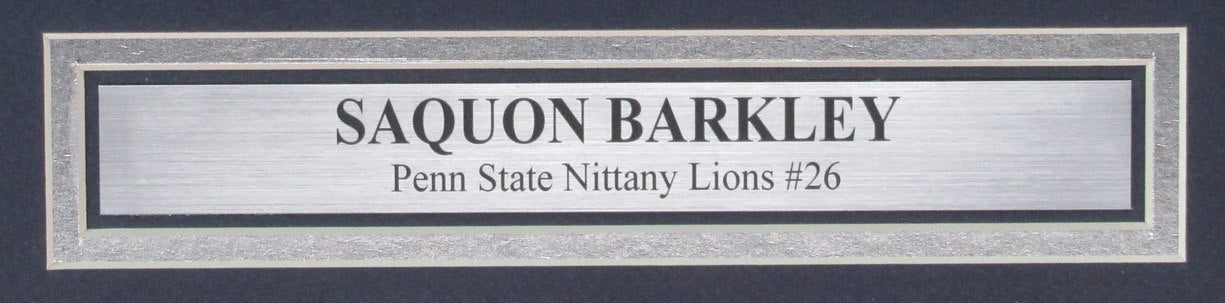 SAQUON BARKLEY
Penn State Nittany Lions #26